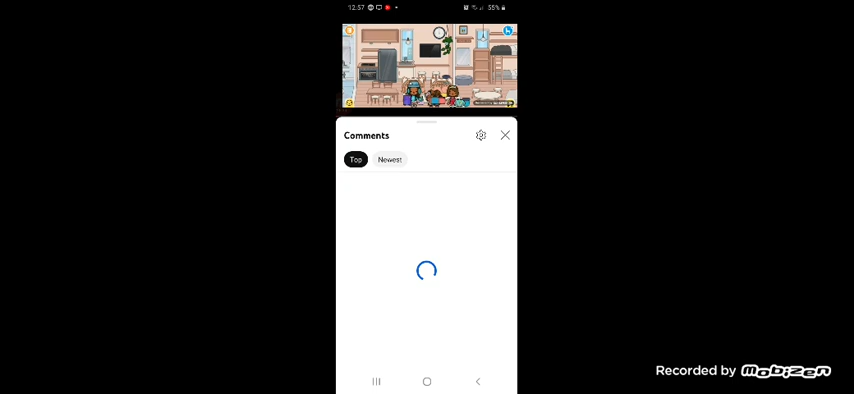 12:57
55%
Comments
Top
Newest
Recorded by MOBIZEN